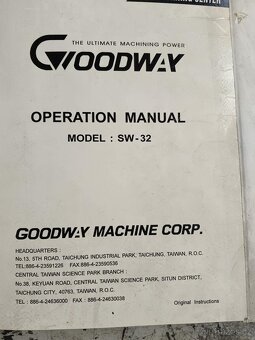 CENTER
THE ULTIMATE MACHINING POWER
GOODWAY
OPERATION MANUAL
MODEL : SW-32
GOODWAY MACHINE CORP.
HEADQUARTERS :
No.13, 5TH ROAD, TAICHUNG INDUSTRIAL PARK, TAICHUNG, TAIWAN, R.O.C.
TEL:886-4-23591226 FAX:886-4-23590536
CENTRAL TAIWAN SCIENCE PARK BRANCH :
No.38, KEYUAN ROAD, CENTRAL TAIWAN SCIENCE PARK, SITUN DISTRICT,
TAICHUNG CITY, 40763, TAIWAN, R.O.C.
TEL : 886-4-24636000 FAX : 886-4-24630038
Original Instructions